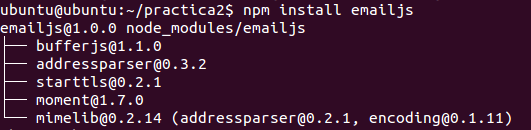 ubuntu@ubuntu:~/practica2$ npm install emailjs
emailjs@1.0.0 node_modules/emailjs
├── bufferjs@1.1.0
├── addressparser@0.3.2
├── starttls@0.2.1
├── moment@1.7.0
└── mimelib@0.2.14 (addressparser@0.2.1, encoding@0.1.11)